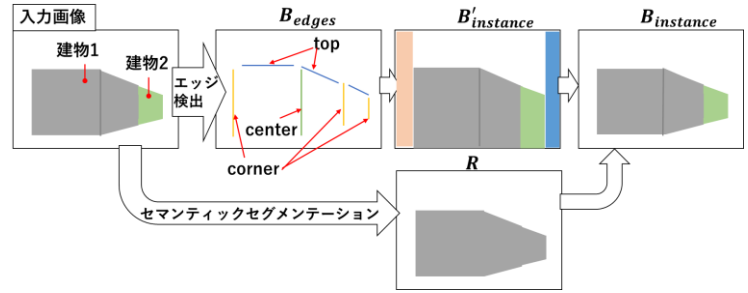 入力画像
建物1
建物2
エッジ
検出
B_edges
top
center
corner
B'_instance
B_instance
R
セマンティックセグメンテーション